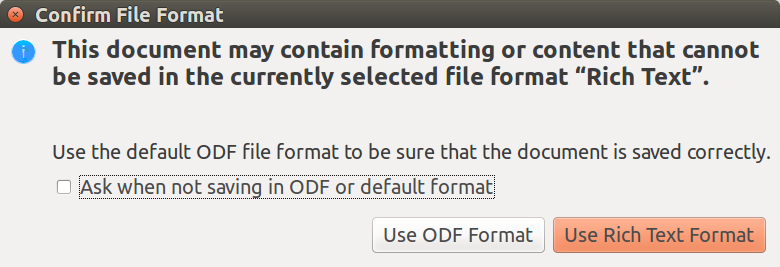 Confirm File Format
This document may contain formatting or content that cannot
be saved in the currently selected file format “Rich Text”.
Use the default ODF file format to be sure that the document is saved correctly.
Ask when not saving in ODF or default format
Use ODF Format
Use Rich Text Format